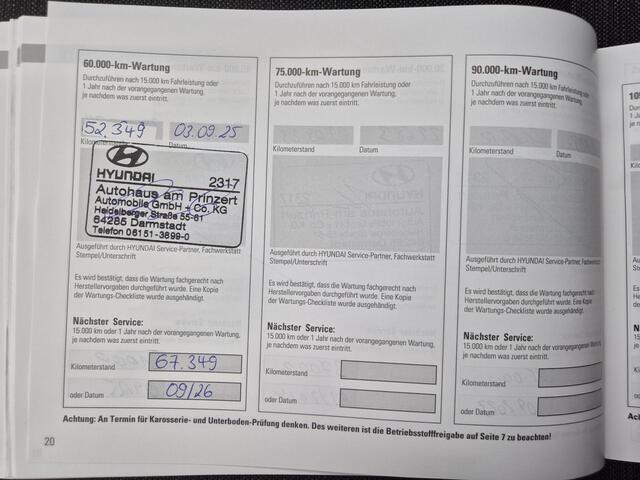 60.000-km-Wartung
Durchzuführen nach 15.000 km Fahrleistung oder
1 Jahr nach der vorangegangenen Wartung,
je nachdem was zuerst eintritt.
52.349 03.09.25
Kilometerstand Datum
HYUNDAI 2317
Autohaus am Prinzert
Automobile GmbH + Co. KG
Heidelberger Straße 55-61
64285 Darmstadt
Telefon 06151-3899-0
Ausgeführt durch HYUNDAI Service-Partner, Fachwerkstatt
Stempel/Unterschrift
Es wird bestätigt, dass die Wartung fachgerecht nach
Herstellervorgaben durchgeführt wurde. Eine Kopie
der Wartungs-Checkliste wurde ausgehändigt.
Nächster Service:
15.000 km oder 1 Jahr nach der vorangegangenen Wartung,
je nachdem was zuerst eintritt.
Kilometerstand 67.349
oder Datum 09/26
75.000-km-Wartung
Durchzuführen nach 15.000 km Fahrleistung oder
1 Jahr nach der vorangegangenen Wartung,
je nachdem was zuerst eintritt.
Kilometerstand Datum
Ausgeführt durch HYUNDAI Service-Partner, Fachwerkstatt
Stempel/Unterschrift
Es wird bestätigt, dass die Wartung fachgerecht nach
Herstellervorgaben durchgeführt wurde. Eine Kopie
der Wartungs-Checkliste wurde ausgehändigt.
Nächster Service:
15.000 km oder 1 Jahr nach der vorangegangenen Wartung,
je nachdem was zuerst eintritt.
Kilometerstand
oder Datum
90.000-km-Wartung
Durchzuführen nach 15.000 km Fahrleistung oder
1 Jahr nach der vorangegangenen Wartung,
je nachdem was zuerst eintritt.
Kilometerstand Datum
Ausgeführt durch HYUNDAI Service-Partner, Fachwerkstatt
Stempel/Unterschrift
Es wird bestätigt, dass die Wartung fachgerecht nach
Herstellervorgaben durchgeführt wurde. Eine Kopie
der Wartungs-Checkliste wurde ausgehändigt.
Nächster Service:
15.000 km oder 1 Jahr nach der vorangegangenen Wartung,
je nachdem was zuerst eintritt.
Kilometerstand
oder Datum
Achtung: An Termin für Karosserie- und Unterboden-Prüfung denken. Des weiteren ist die Betriebsstofffreigabe auf Seite 7 zu beachten!
20